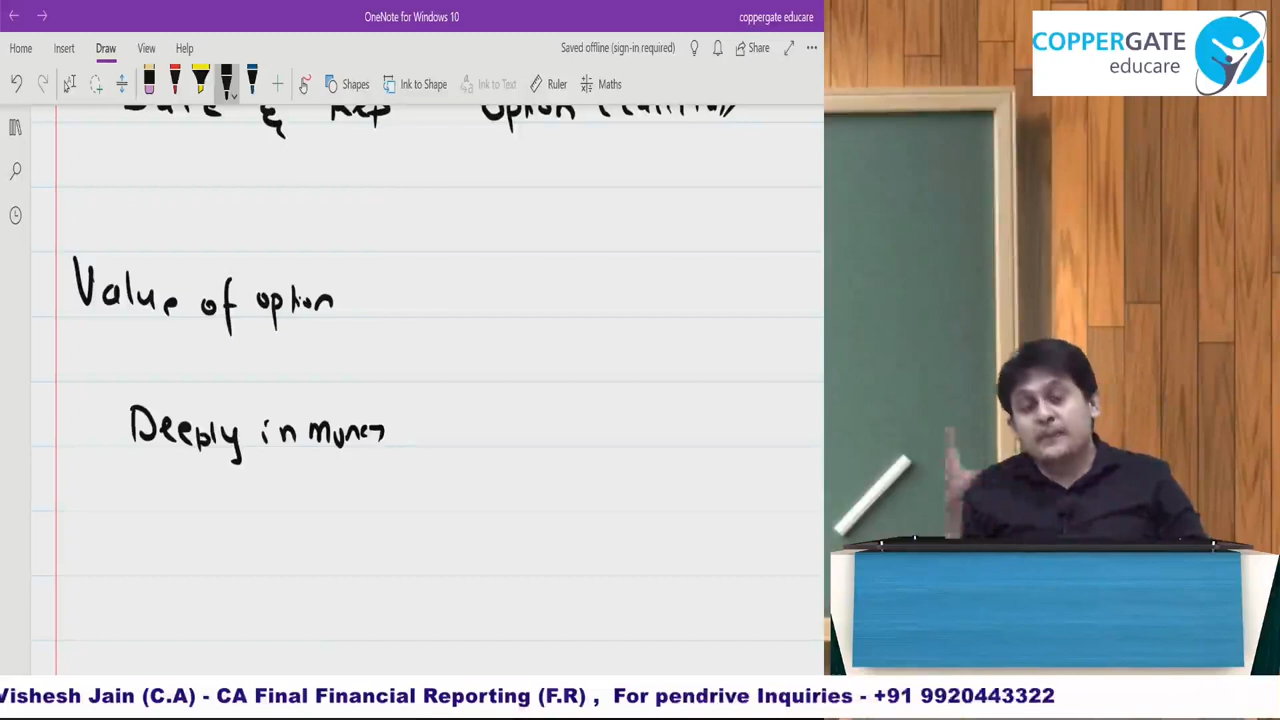 OneNote for Windows 10
coppergate educare
Home Insert Draw View Help
Saved offline (sign-in required)
Share
Shapes
Ink to Shape
Ink to Text
Ruler
Maths
COPPERGATE
educare
& Rep Option
Value of option
Deeply in money
Vishesh Jain (C.A) - CA Final Financial Reporting (F.R) , For pendrive Inquiries - +91 9920443322